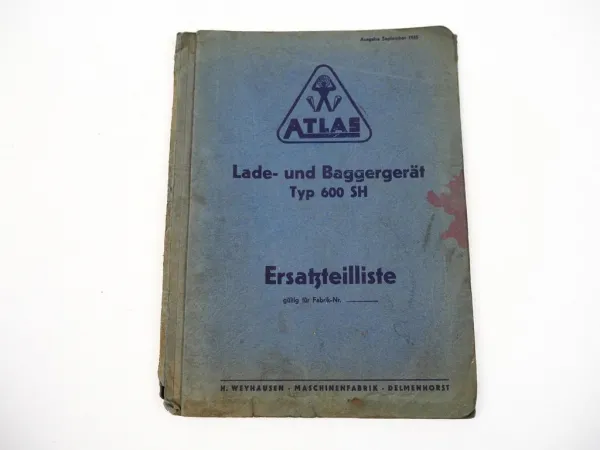 Ausgabe September
ATLAS
Lade- und Baggergerät
Typ 600 SH
Ersatzteilliste
gültig für Fabrik-Nr.
H. WEYHAUSEN - MASCHINENFABRIK - DELMENHORST